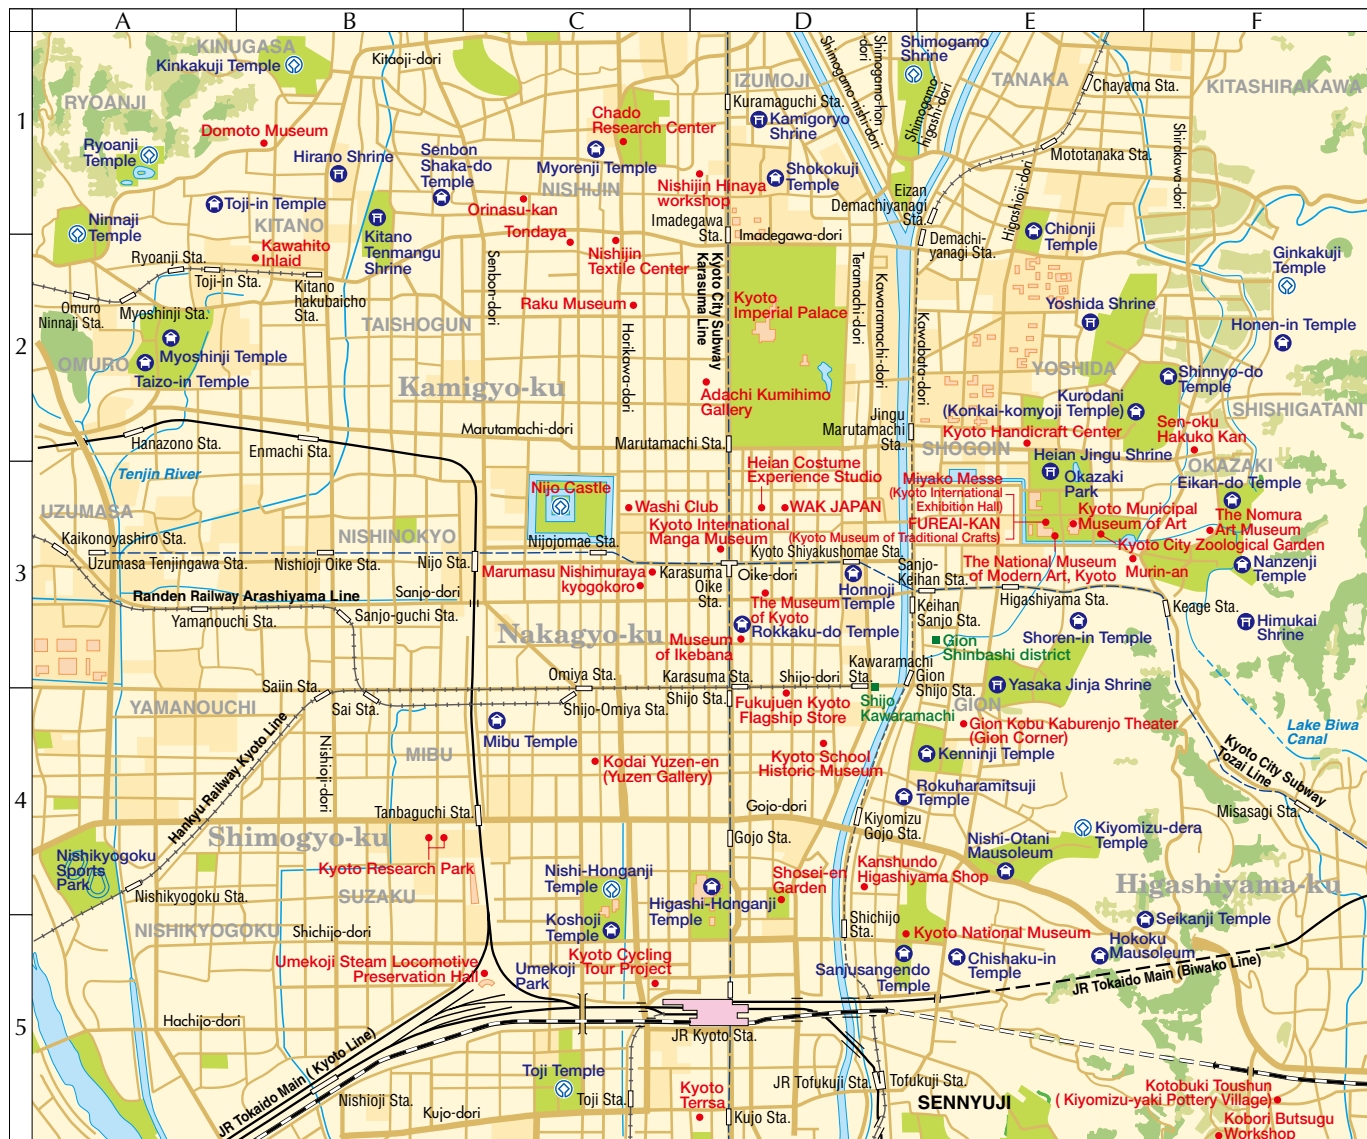 A B C D E F
1
2
3
4
5
KINUGASA
Kinkakuji Temple
Kitaoji-dori
RYOANJI
Ryoanji
Temple
Domoto Museum
Hirano Shrine
Senbon
Shaka-do
Temple
Chado
Research Center
Myorenji Temple
NISHIJIN
Orinasu-kan
Toji-in Temple
KITANO
Ninnaji
Temple
Kawahito
Inlaid
Kitano
Tenmangu
Shrine
Tondaya
Nishijin
Textile Center
Nishijin Hinaya
workshop
Imadegawa
Sta.
Imadegawa-dori
IZUMOJI
Kuramaguchi Sta.
Kamigoryo
Shrine
Shokokuji
Temple
Shimogamo
-dori
Shimogamo-nishi-dori
Shimogamo-hon
-dori
Shimogamo
Shrine
Shimogamo-
higashi-dori
TANAKA
Chayama Sta.
KITASHIRAKAWA
Mototanaka Sta.
Shirakawa-dori
Higashioji-dori
Eizan
Demachiyanagi
Sta.
Demachi-
yanagi Sta.
Chionji
Temple
Ginkakuji
Temple
Ryoanji Sta.
Toji-in Sta.
Omuro
Ninnaji Sta.
Myoshinji Sta.
Kitano
hakubaicho
Sta.
Senbon-dori
Raku Museum
Horikawa-dori
Kyoto City Subway
Karasuma Line
Kyoto
Imperial Palace
Teramachi-dori
Kawaramachi-dori
Kawabata-dori
Yoshida Shrine
Honen-in Temple
TAISHOGUN
OMURO
Myoshinji Temple
Taizo-in Temple
Kamigyo-ku
Adachi Kumihimo
Gallery
YOSHIDA
Shinnyo-do
Temple
Kurodani
(Konkai-komyoji Temple)
SHISHIGATANI
Hanazono Sta.
Enmachi Sta.
Marutamachi-dori
Marutamachi Sta.
Jingu
Marutamachi
Sta.
Kyoto Handicraft Center
SHOGOIN
Sen-oku
Hakuko Kan
Heian Jingu Shrine
Okazaki
Park
OKAZAKI
Eikan-do Temple
Tenjin River
Nijo Castle
Washi Club
Heian Costume
Experience Studio
WAK JAPAN
Miyako Messe
(Kyoto International
Exhibition Hall)
FUREAI-KAN
(Kyoto Museum of Traditional Crafts)
Kyoto Municipal
Museum of Art
The Nomura
Art Museum
Kyoto City Zoological Garden
UZUMASA
Kaikonoyashiro Sta.
Uzumasa Tenjingawa Sta.
NISHINOKYO
Nishioji Oike Sta.
Nijo Sta.
Nijojomae Sta.
Kyoto International
Manga Museum
Kyoto Shiyakushomae Sta.
Marumasu Nishimuraya
kyogokoro
Karasuma
Oike
Sta.
Oike-dori
Honnoji
Temple
Sanjo-
Keihan Sta.
The National Museum
of Modern Art, Kyoto
Murin-an
Nanzenji
Temple
Randen Railway Arashiyama Line
Sanjo-dori
Yamanouchi Sta.
Sanjo-guchi Sta.
The Museum
of Kyoto
Keihan
Sanjo Sta.
Higashiyama Sta.
Keage Sta.
Nakagyo-ku
Rokkaku-do Temple
Museum
of Ikebana
Shoren-in Temple
Himukai
Shrine
Gion
Shinbashi district
Omiya Sta.
Karasuma Sta.
Shijo-dori
Kawaramachi
Sta.
Gion
Shijo Sta.
Saiin Sta.
Sai Sta.
Shijo-Omiya Sta.
Shijo Sta.
Yasaka Jinja Shrine
GION
YAMANOUCHI
Fukujuen Kyoto
Flagship Store
Shijo
Kawaramachi
Gion Kobu Kaburenjo Theater
(Gion Corner)
Lake Biwa
Canal
Mibu Temple
MIBU
Nishioji-dori
Hankyu Railway Kyoto Line
Kodai Yuzen-en
(Yuzen Gallery)
Kyoto School
Historic Museum
Kenninji Temple
Kyoto City Subway
Tozai Line
Rokuharamitsuji
Temple
Tanbaguchi Sta.
Gojo-dori
Gojo Sta.
Kiyomizu
Gojo Sta.
Misasagi Sta.
Shimogyo-ku
Kiyomizu-dera
Temple
Nishi-Otani
Mausoleum
Nishikyogoku
Sports
Park
Kyoto Research Park
Nishi-Honganji
Temple
Shosei-en
Garden
Kanshundo
Higashiyama Shop
Higashiyama-ku
Nishikyogoku Sta.
SUZAKU
Higashi-Honganji
Temple
Koshoji
Temple
Shichijo
Sta.
Seikanji Temple
NISHIKYOGOKU
Shichijo-dori
Kyoto National Museum
Hokoku
Mausoleum
Umekoji Steam Locomotive
Preservation Hall
Umekoji
Park
Kyoto Cycling
Tour Project
Sanjusangendo
Temple
Chishaku-in
Temple
JR Tokaido Main (Biwako Line)
Hachijo-dori
JR Kyoto Sta.
JR Tokaido Main ( Kyoto Line)
Toji Temple
Nishioji Sta.
Toji Sta.
Kyoto
Terrsa
JR Tofukuji Sta.
Tofukuji Sta.
Kujo-dori
Kujo Sta.
SENNYUJI
Kotobuki Toushun
( Kiyomizu-yaki Pottery Village)
Kobori Butsugu
Workshop